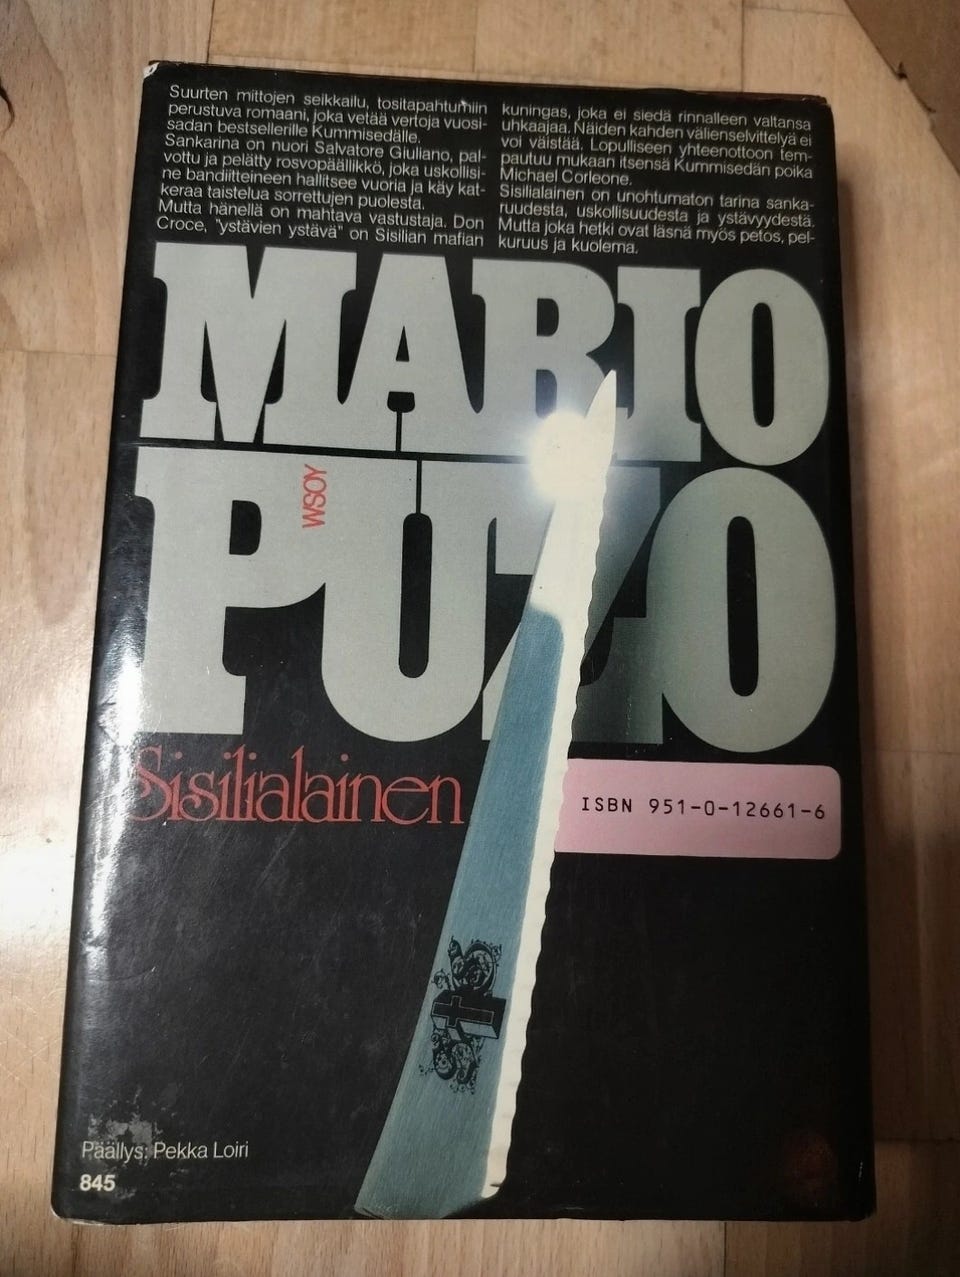 Suurten mittojen seikkailu, tositapahtumiin
perustuva romaani, joka vetää vertoja vuosi-
sadan bestsellerille Kummisedälle.
Sankarina on nuori Salvatore Giuliano, pal-
vottu ja pelätty rosvopäällikkö, joka uskollisi-
ne bandiitteineen hallitsee vuoria ja käy kat-
keraa taistelua sorrettujen puolesta.
Mutta hänellä on mahtava vastustaja. Don
Croce, "ystävien ystävä" on Sisilian mafian
kuningas, joka ei siedä rinnalleen valtansa
uhkaajaa. Näiden kahden välienselvittelyä ei
voi väistää. Lopulliseen yhteenottoon tem-
pautuu mukaan itsensä Kummisedän poika
Michael Corleone.
Sisilialainen on unohtumaton tarina sanka-
ruudesta, uskollisuudesta ja ystävyydestä.
Mutta joka hetki ovat läsnä myös petos, pel-
kuruus ja kuolema.
MARIO
PUZO
WSOY
Sisilialainen
ISBN 951-0-12661-6
Päällys: Pekka Loiri
845